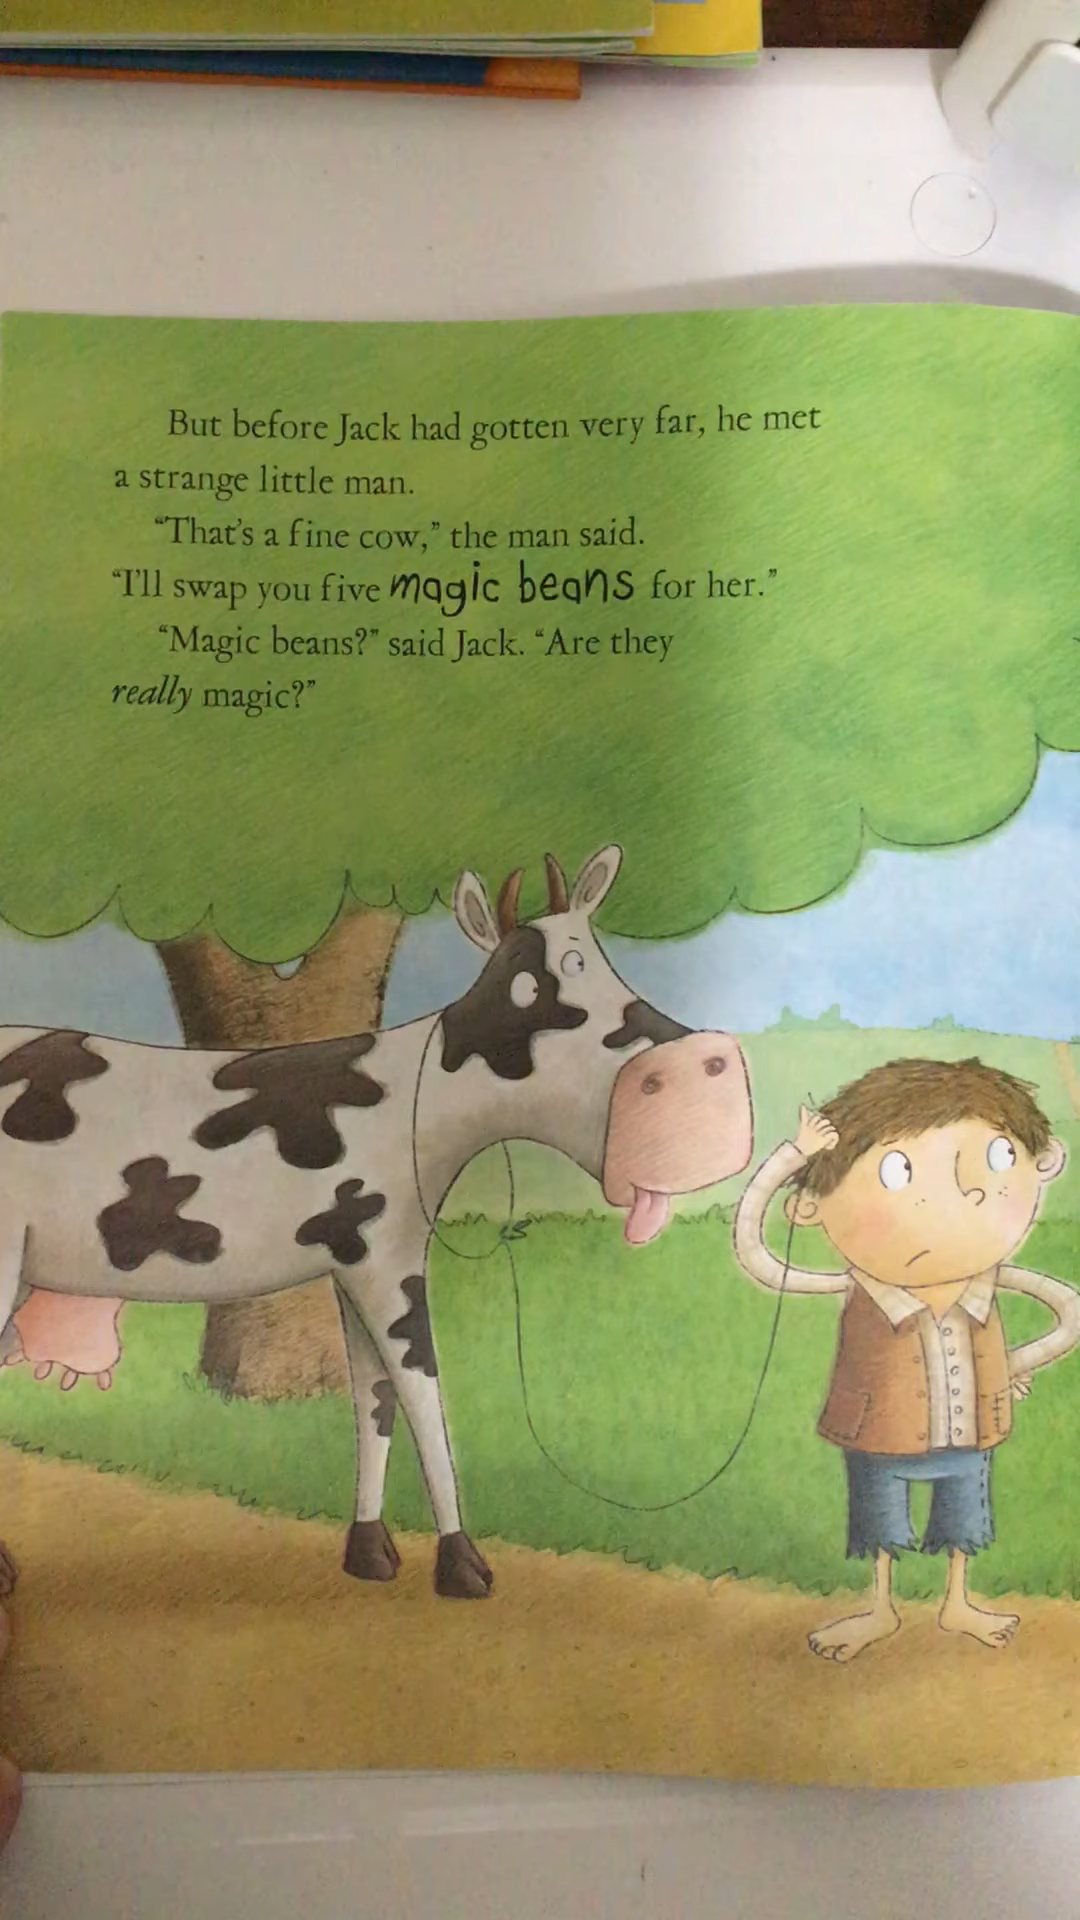 But before Jack had gotten very far, he met
a strange little man.
“That’s a fine cow,” the man said.
“I’ll swap you five magic beans for her.”
“Magic beans?” said Jack. “Are they
really magic?”